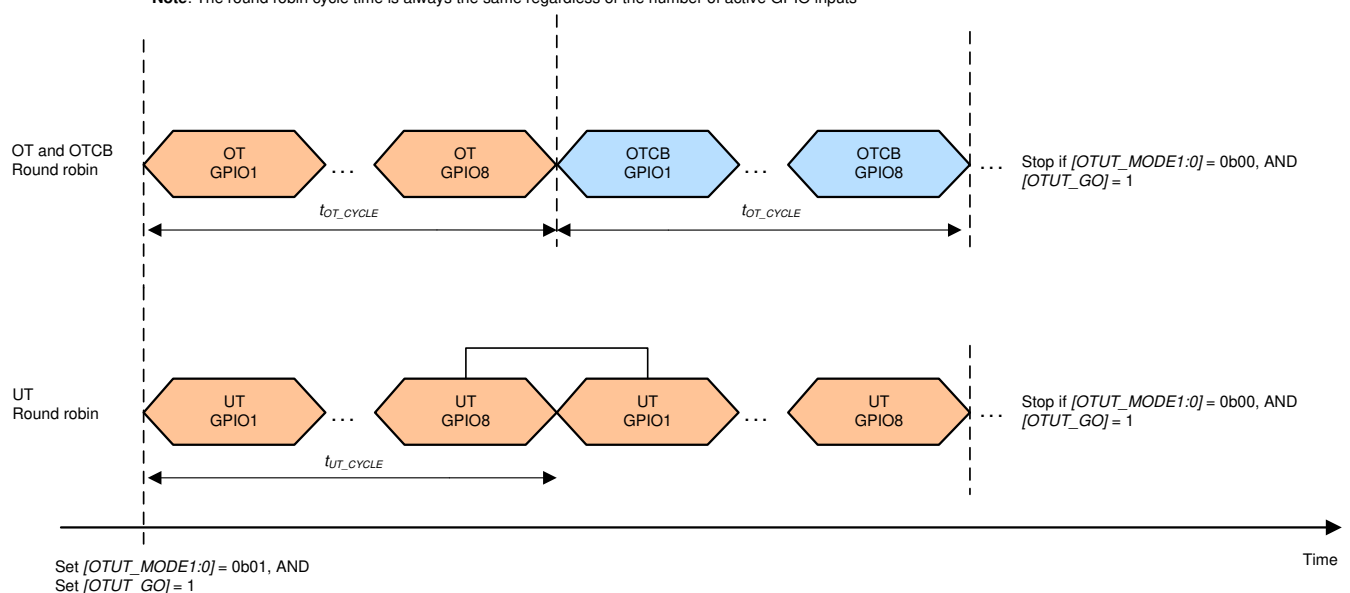 Note: The round robin cycle time is always the same regardless of the number of active GPIO inputs
OT and OTCB
Round robin
OT
GPIO1
...
OT
GPIO8
OTCB
GPIO1
...
OTCB
GPIO8
...
Stop if [OTUT_MODE1:0] = 0b00, AND
[OTUT_GO] = 1
tOT_CYCLE
tOT_CYCLE
UT
Round robin
UT
GPIO1
...
UT
GPIO8
UT
GPIO1
...
UT
GPIO8
...
Stop if [OTUT_MODE1:0] = 0b00, AND
[OTUT_GO] = 1
tUT_CYCLE
Time
Set [OTUT_MODE1:0] = 0b01, AND
Set [OTUT_GO] = 1